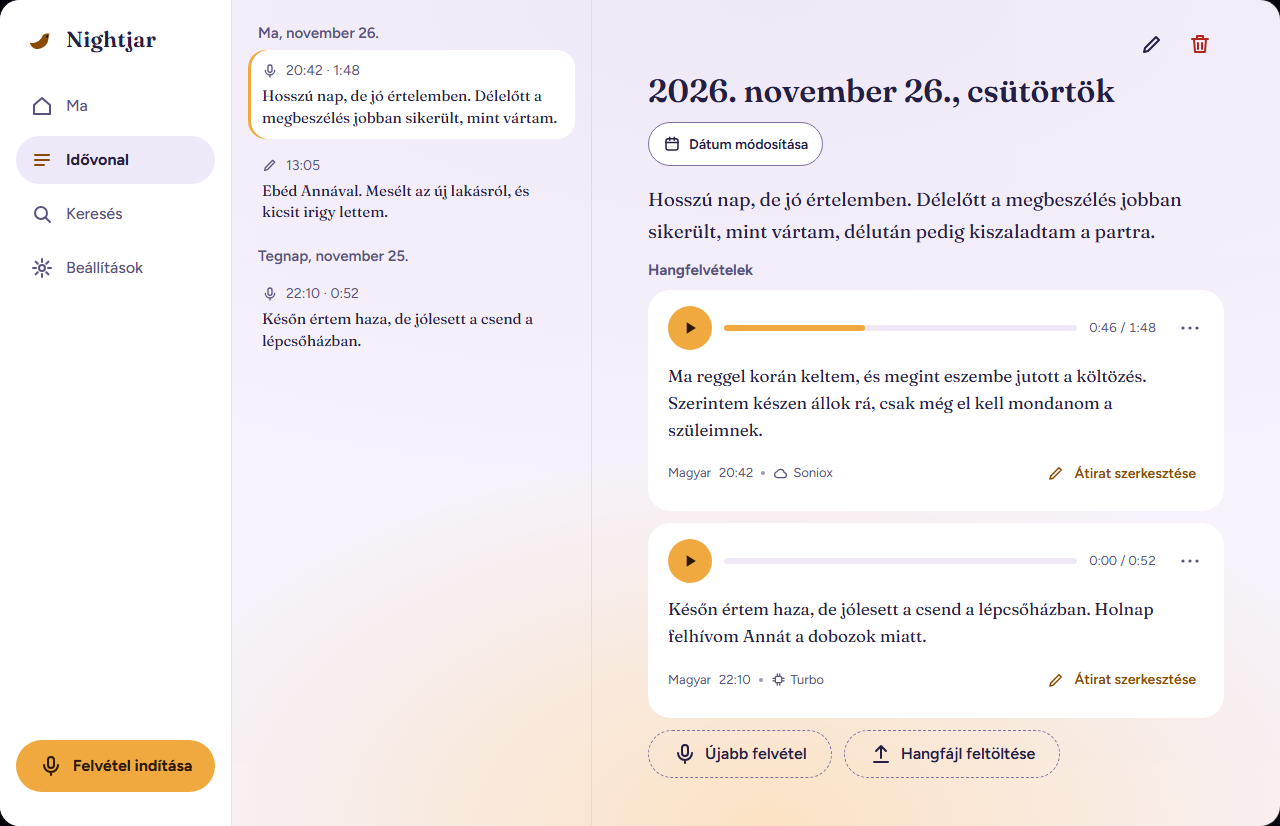 Nightjar
Ma
Idővonal
Keresés
Beállítások
Felvétel indítása
Ma, november 26.
20:42 · 1:48
Hosszú nap, de jó értelemben. Délelőtt a
megbeszélés jobban sikerült, mint vártam.
13:05
Ebéd Annával. Mesélt az új lakásról, és
kicsit irigy lettem.
Tegnap, november 25.
22:10 · 0:52
Későn értem haza, de jólesett a csend a
lépcsőházban.
2026. november 26., csütörtök
Dátum módosítása
Hosszú nap, de jó értelemben. Délelőtt a megbeszélés jobban
sikerült, mint vártam, délután pedig kiszaladtam a partra.
Hangfelvételek
0:46 / 1:48
Ma reggel korán keltem, és megint eszembe jutott a költözés.
Szerintem készen állok rá, csak még el kell mondanom a
szüleimnek.
Magyar 20:42 • Soniox
Átirat szerkesztése
0:00 / 0:52
Későn értem haza, de jólesett a csend a lépcsőházban. Holnap
felhívom Annát a dobozok miatt.
Magyar 22:10 • Turbo
Átirat szerkesztése
Újabb felvétel
Hangfájl feltöltése